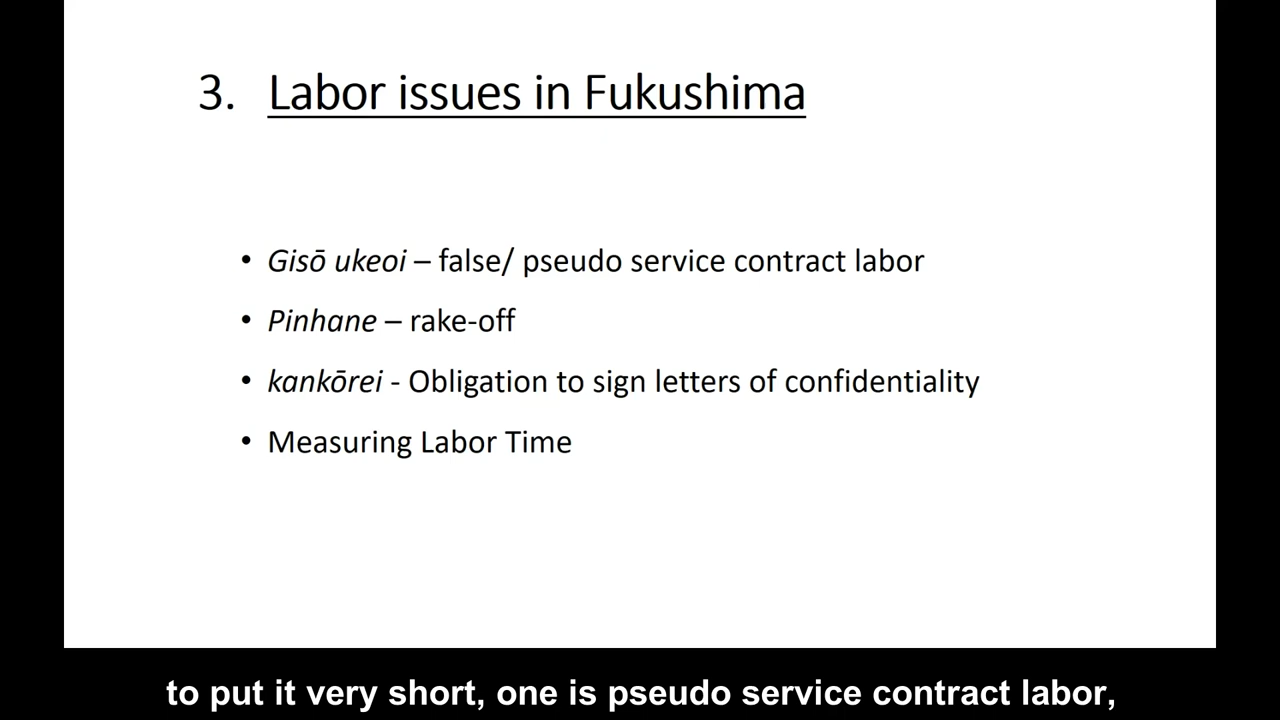 3. Labor issues in Fukushima
• Gisō ukeoi – false/ pseudo service contract labor
• Pinhane – rake-off
• kankōrei - Obligation to sign letters of confidentiality
• Measuring Labor Time
to put it very short, one is pseudo service contract labor,